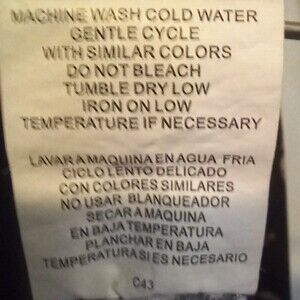 MACHINE WASH COLD WATER
GENTLE CYCLE
WITH SIMILAR COLORS
DO NOT BLEACH
TUMBLE DRY LOW
IRON ON LOW
TEMPERATURE IF NECESSARY
LAVAR A MAQUINA EN AGUA FRIA
CICLO LENTO DELICADO
CON COLORES SIMILARES
NO USAR BLANQUEADOR
SECAR A MAQUINA
EN BAJA TEMPERATURA
PLANCHAR EN BAJA
TEMPERATURA SI ES NECESARIO
C43